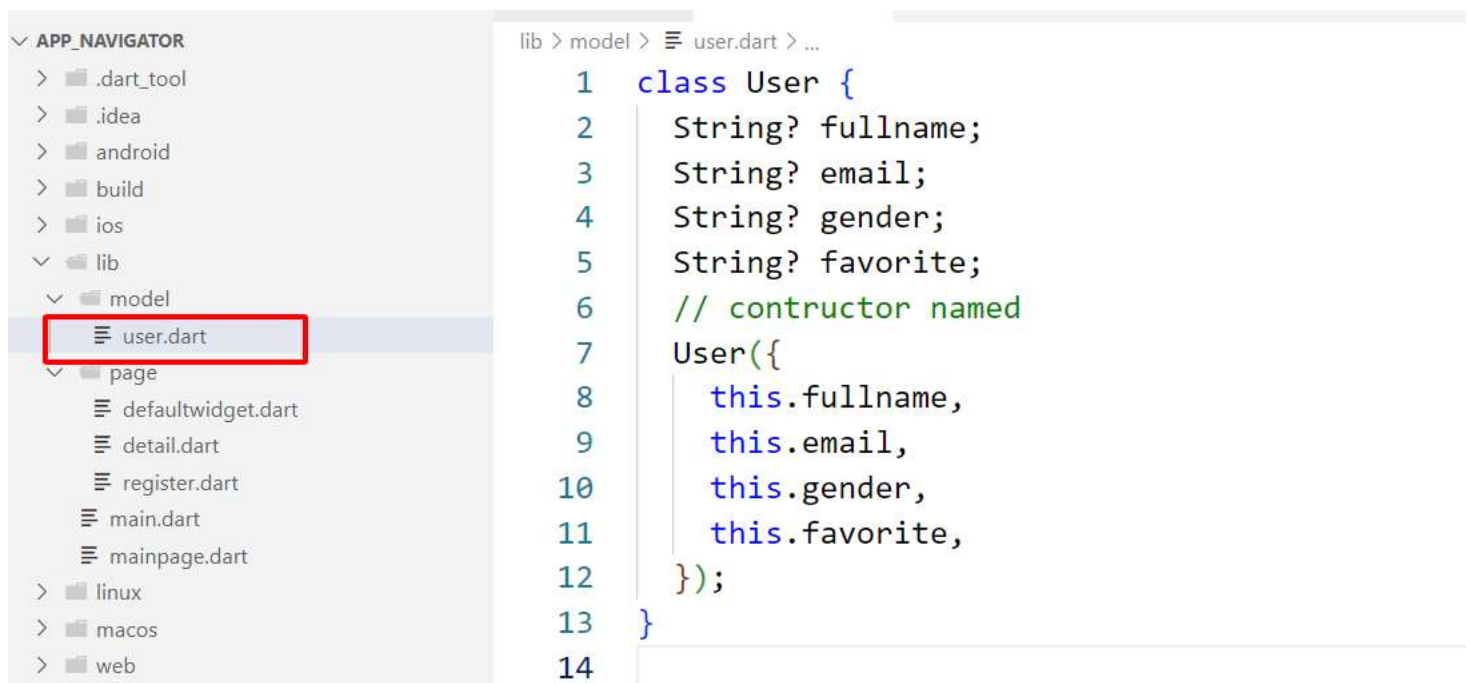 APP_NAVIGATOR
.dart_tool
.idea
android
build
ios
lib
model
user.dart
page
defaultwidget.dart
detail.dart
register.dart
main.dart
mainpage.dart
linux
macos
web
lib > model > user.dart > ...
1 class User {
2 String? fullname;
3 String? email;
4 String? gender;
5 String? favorite;
6 // contructor named
7 User({
8 this.fullname,
9 this.email,
10 this.gender,
11 this.favorite,
12 });
13 }
14